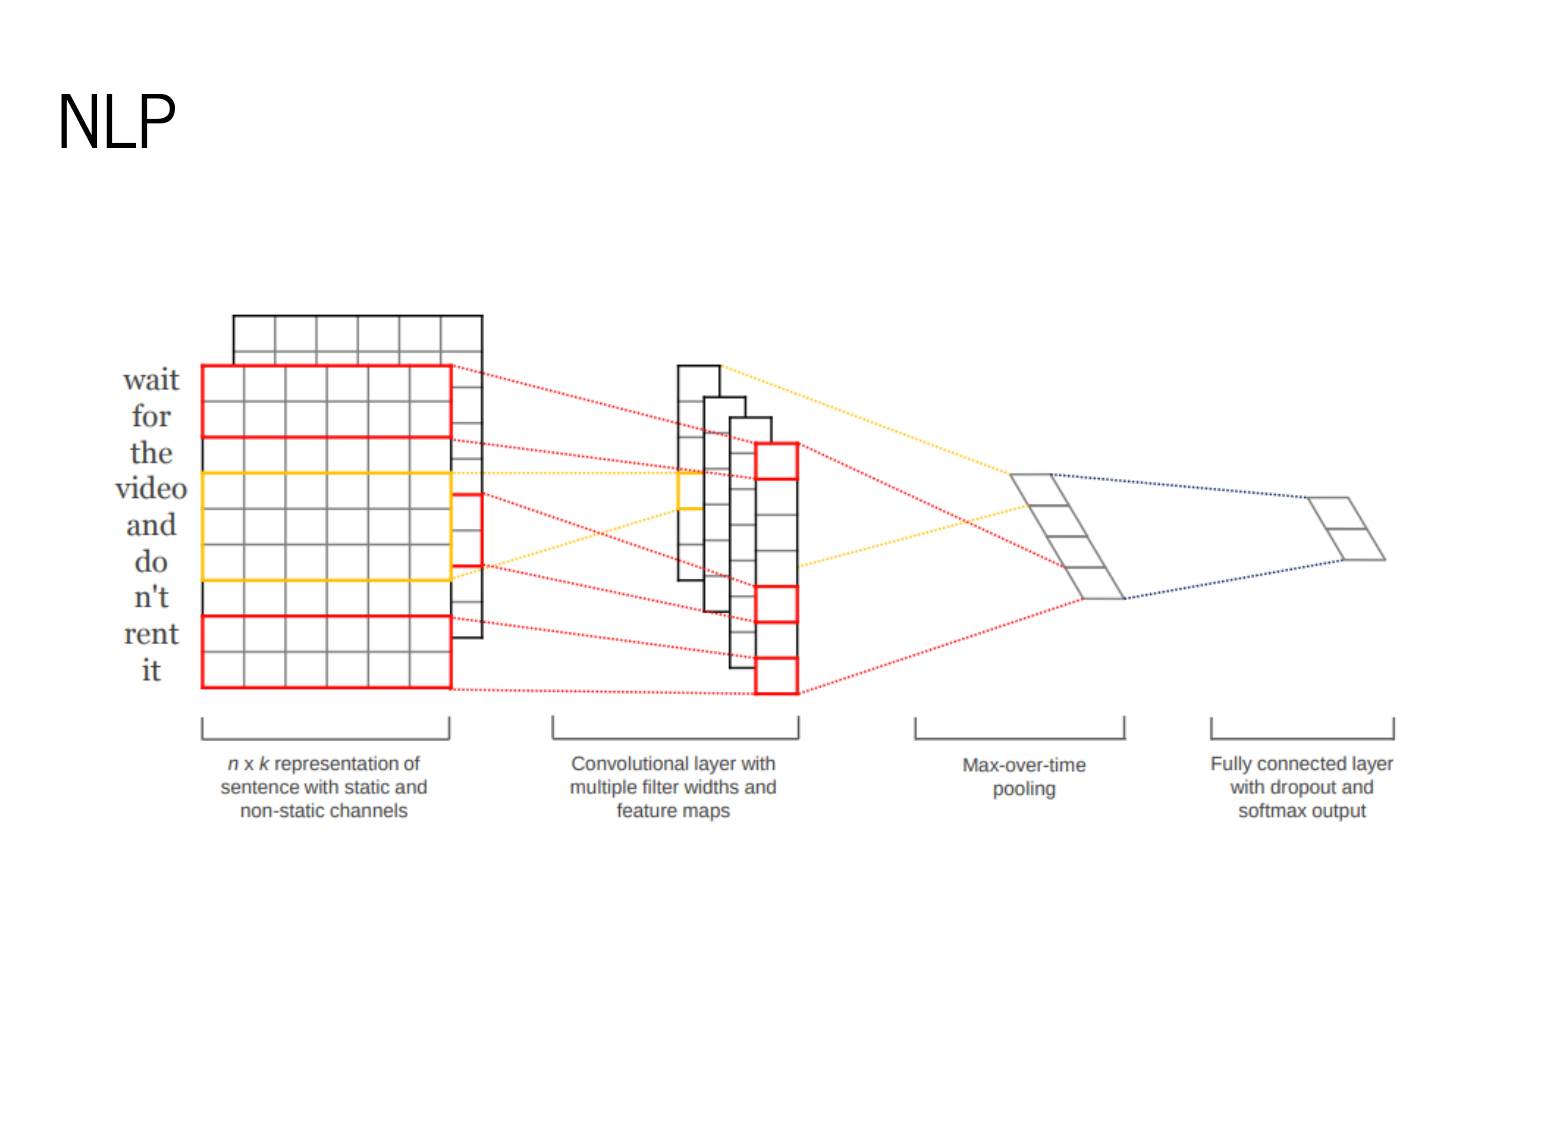 NLP
wait
for
the
video
and
do
n't
rent
it
n x k representation of
sentence with static and
non-static channels
Convolutional layer with
multiple filter widths and
feature maps
Max-over-time
pooling
Fully connected layer
with dropout and
softmax output